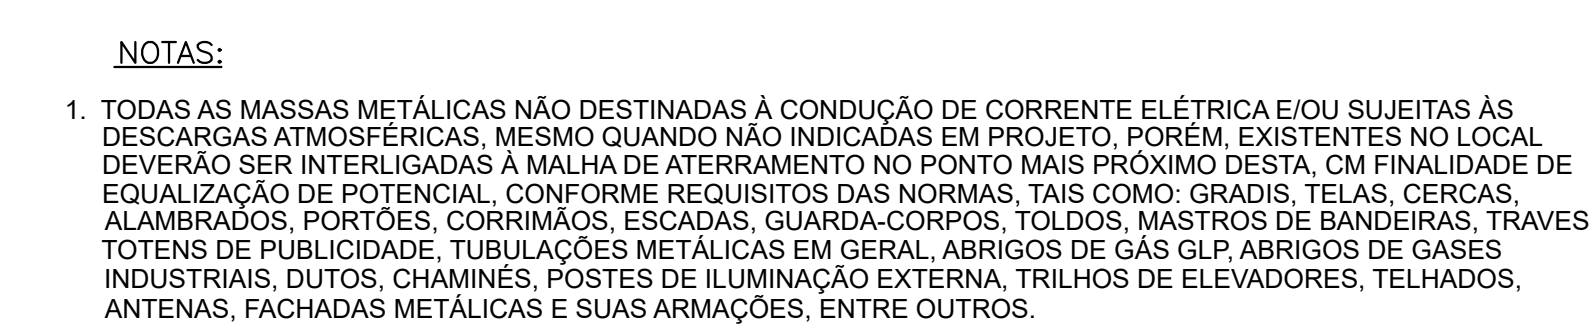 NOTAS:
1. TODAS AS MASSAS METÁLICAS NÃO DESTINADAS À CONDUÇÃO DE CORRENTE ELÉTRICA E/OU SUJEITAS ÀS
DESCARGAS ATMOSFÉRICAS, MESMO QUANDO NÃO INDICADAS EM PROJETO, PORÉM, EXISTENTES NO LOCAL
DEVERÃO SER INTERLIGADAS À MALHA DE ATERRAMENTO NO PONTO MAIS PRÓXIMO DESTA, CM FINALIDADE DE
EQUALIZAÇÃO DE POTENCIAL, CONFORME REQUISITOS DAS NORMAS, TAIS COMO: GRADIS, TELAS, CERCAS,
ALAMBRADOS, PORTÕES, CORRIMÃOS, ESCADAS, GUARDA-CORPOS, TOLDOS, MASTROS DE BANDEIRAS, TRAVES
TOTENS DE PUBLICIDADE, TUBULAÇÕES METÁLICAS EM GERAL, ABRIGOS DE GÁS GLP, ABRIGOS DE GASES
INDUSTRIAIS, DUTOS, CHAMINÉS, POSTES DE ILUMINAÇÃO EXTERNA, TRILHOS DE ELEVADORES, TELHADOS,
ANTENAS, FACHADAS METÁLICAS E SUAS ARMAÇÕES, ENTRE OUTROS.